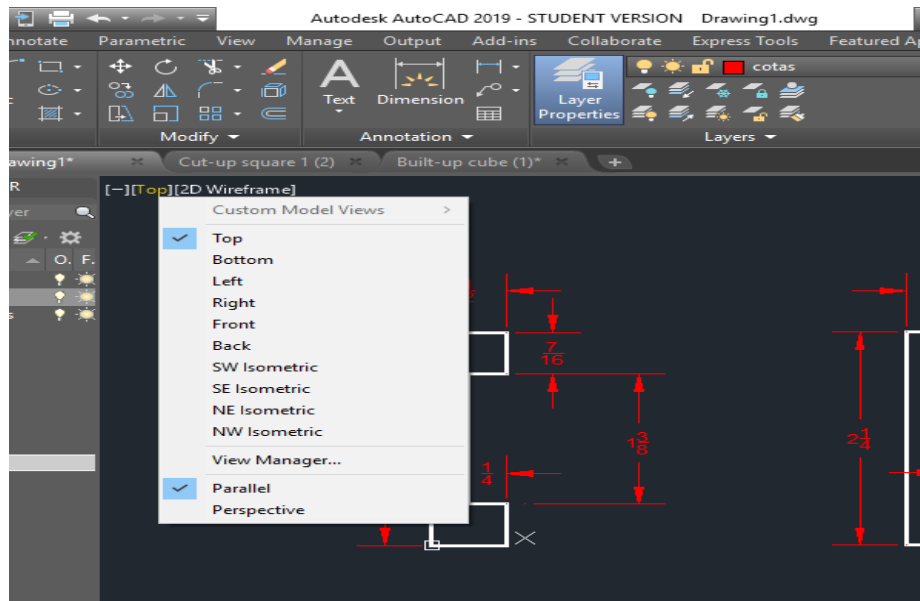 Autodesk AutoCAD 2019 - STUDENT VERSION Drawing1.dwg
nnotate Parametric View Manage Output Add-ins Collaborate Express Tools Featured Ap
cotas
Text Dimension Layer Properties
Modify Annotation Layers
awing1* Cut-up square 1 (2) Built-up cube (1)*
R
[−][Top][2D Wireframe]
yer
Custom Model Views
Top
O. F.
Bottom
Left
Right
Front
Back
SW Isometric
SE Isometric
NE Isometric
NW Isometric
View Manager...
Parallel
Perspective
7/16
1 3/8
2 1/4
1/4